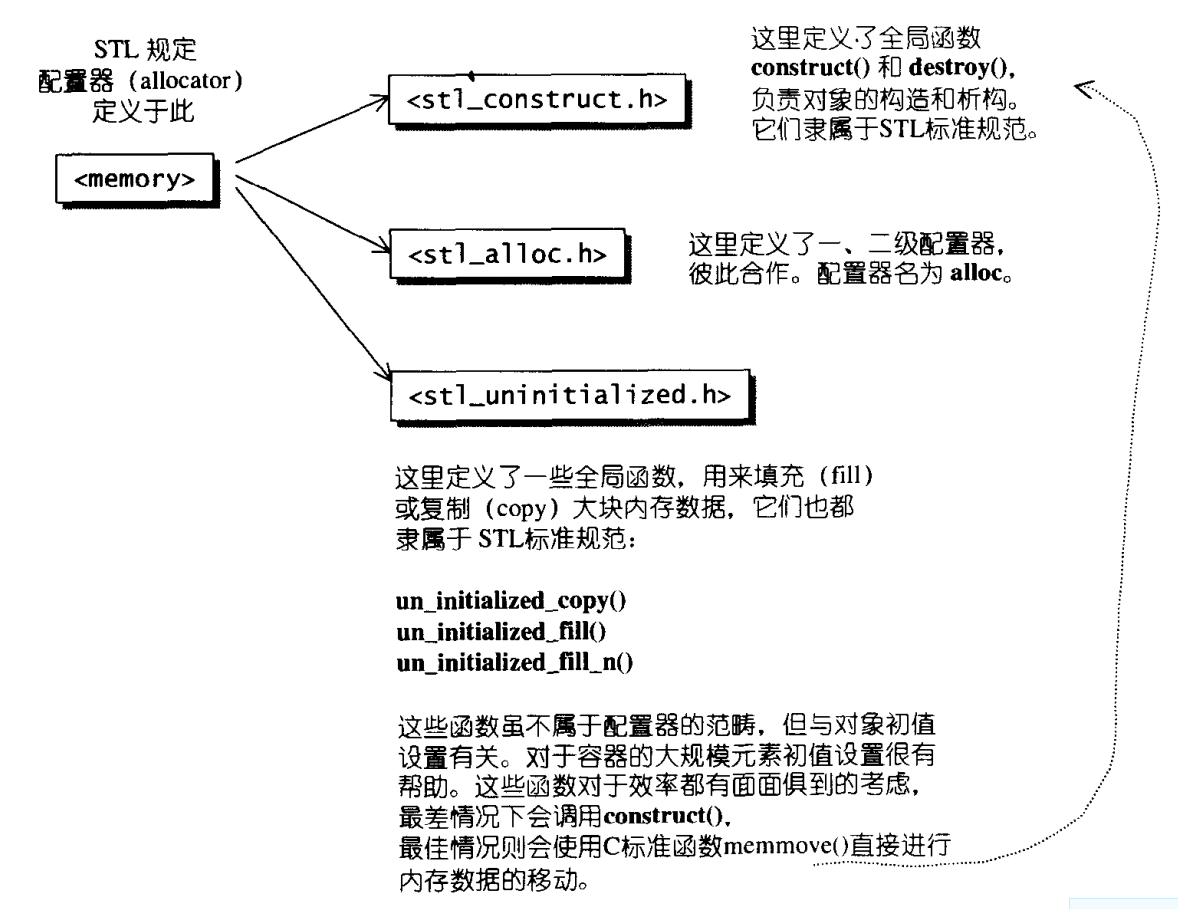 STL 规定
配置器（allocator）
定义于此
<memory>
<stl_construct.h>
这里定义了全局函数
construct() 和 destroy(),
负责对象的构造和析构。
它们隶属于STL标准规范。
<stl_alloc.h>
这里定义了一、二级配置器，
彼此合作。配置器名为 alloc。
<stl_uninitialized.h>
这里定义了一些全局函数，用来填充（fill）
或复制（copy）大块内存数据，它们也都
隶属于 STL标准规范：
un_initialized_copy()
un_initialized_fill()
un_initialized_fill_n()
这些函数虽不属于配置器的范畴，但与对象初值
设置有关。对于容器的大规模元素初值设置很有
帮助。这些函数对于效率都有面面俱到的考虑，
最差情况下会调用construct(),
最佳情况则会使用C标准函数memmove()直接进行
内存数据的移动。